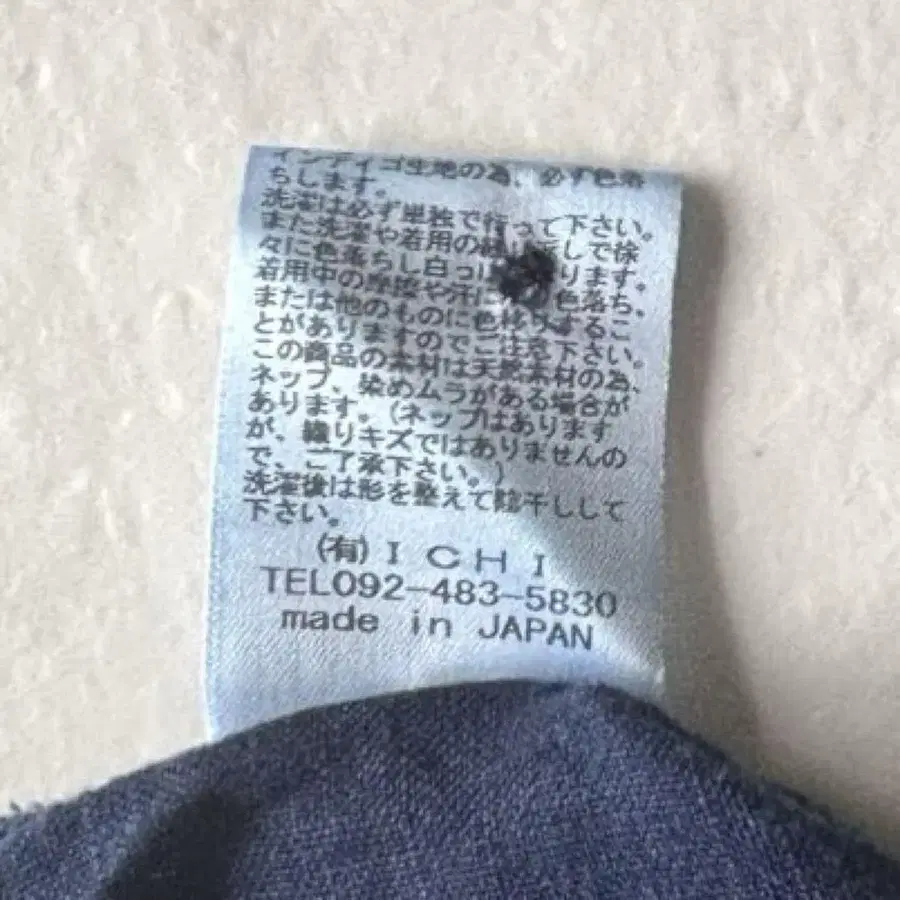 インディゴ生地の為、必ず色落
ちします。
洗濯は必ず単独で行って下さい。
また洗濯や着用の繰り返しで徐
々に色落ちし白っぽくなります。
着用中の摩擦や汗に 色落ち、
または他のものに色移りするこ
とがありますのでご注意下さい。
この商品の素材は天然素材の為、
ネップ、染めムラがある場合が
あります。(ネップはあります
が、織りキズではありませんの
で、ご了承下さい。)
洗濯後は形を整えて陰干しして
下さい。
(有)ICHI
TEL092-483-5830
made in JAPAN